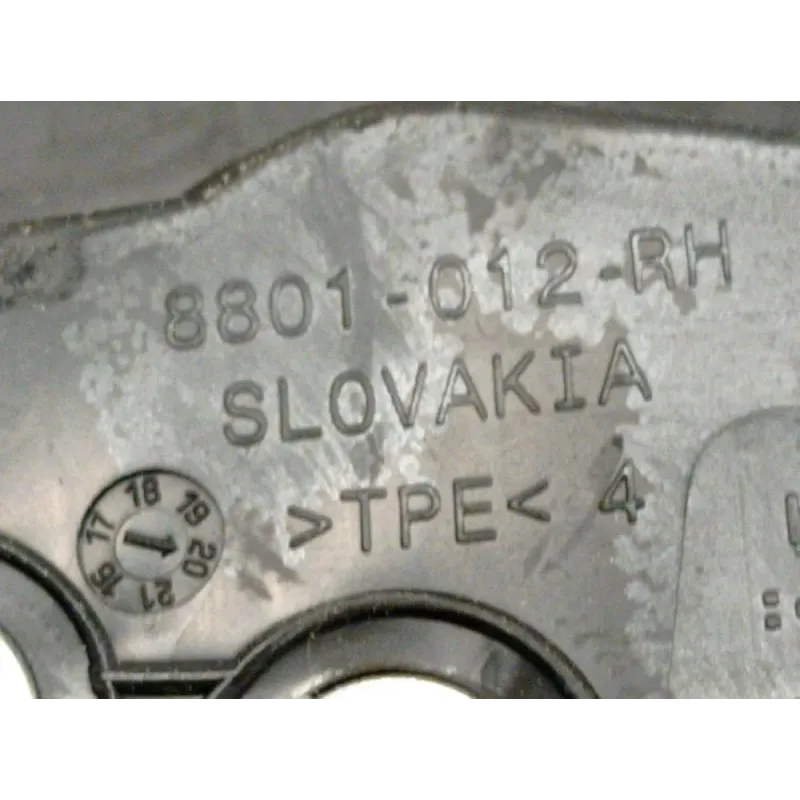 8801-012-RH
SLOVAKIA
>TPE< 4
16 17 18 19 20 21